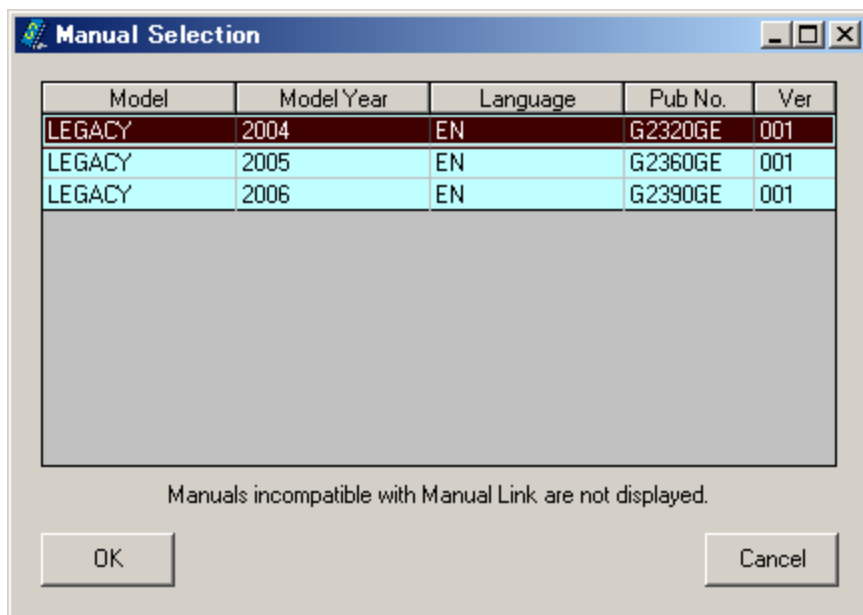 Manual Selection
Model Model Year Language Pub No. Ver
LEGACY 2004 EN G2320GE 001
LEGACY 2005 EN G2360GE 001
LEGACY 2006 EN G2390GE 001
Manuals incompatible with Manual Link are not displayed.
OK Cancel